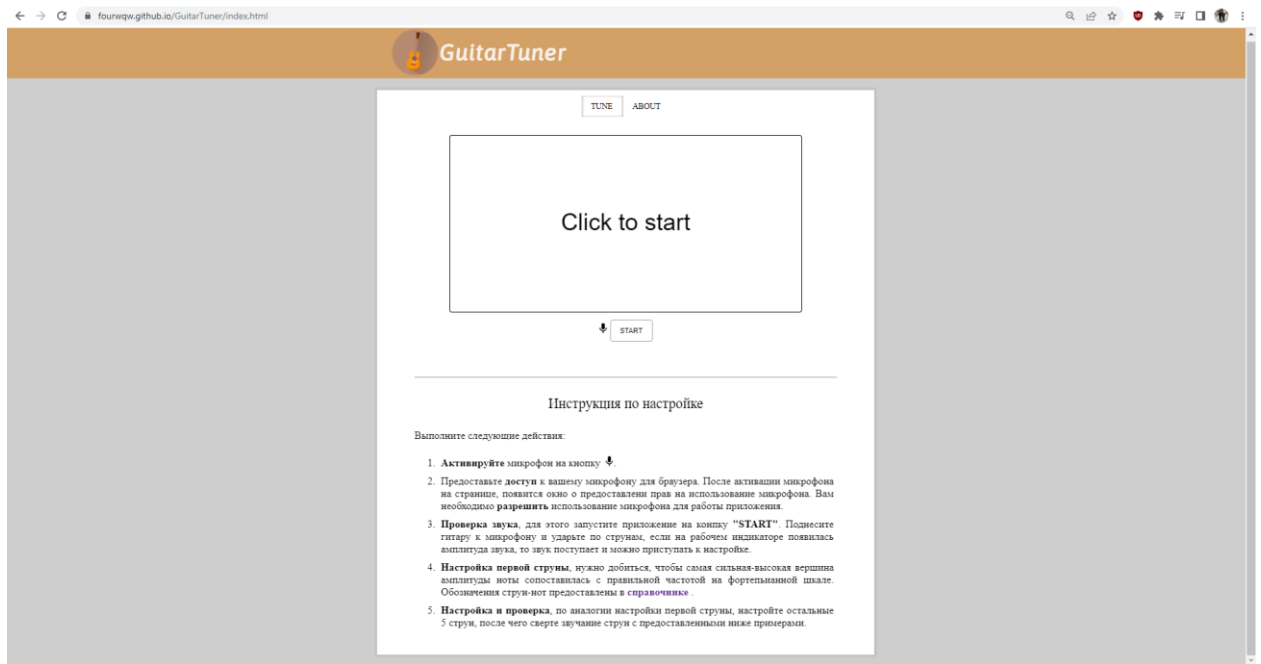 fourwqw.github.io/GuitarTuner/index.html
GuitarTuner
TUNE ABOUT
Click to start
START
Инструкция по настройке
Выполните следующие действия:
1. Активируйте микрофон на кнопку .
2. Предоставьте доступ к вашему микрофону для браузера. После активации микрофона
на странице, появится окно о предоставлени прав на использование микрофона. Вам
необходимо разрешить использование микрофона для работы приложения.
3. Проверка звука, для этого запустите приложение на конпку "START". Поднесите
гитару к микрофону и ударьте по струнам, если на рабочем индикаторе появилась
амплитуда звука, то звук поступает и можно приступать к настройке.
4. Настройка первой струны, нужно добиться, чтобы самая сильная-высокая вершина
амплитуды ноты сопоставилась с правильной частотой на фортепьианной шкале.
Обозначения струн-нот предоставлены в справочнике .
5. Настройка и проверка, по аналогии настройки первой струны, настройте остальные
5 струн, после чего сверте звучание струн с предоставленными ниже примерами.